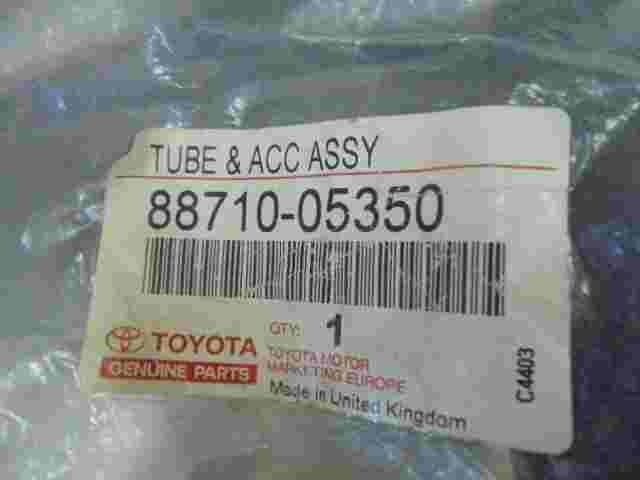 TUBE & ACC ASSY
88710-05350
QTY: 1
TOYOTA
GENUINE PARTS
TOYOTA MOTOR
MARKETING EUROPE
Made in United Kingdom
C4403